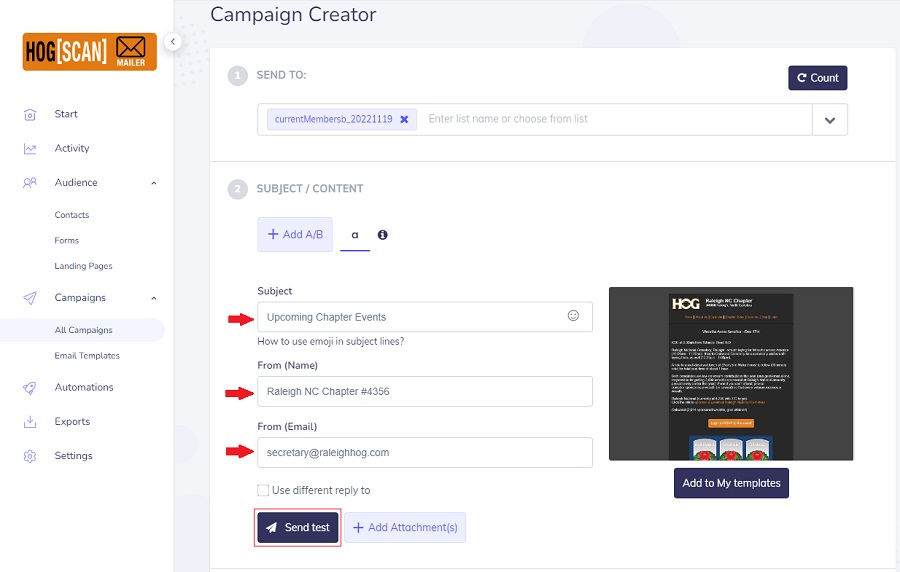 Campaign Creator
HOG[SCAN]
MAILER
Start
Activity
Audience
Contacts
Forms
Landing Pages
Campaigns
All Campaigns
Email Templates
Automations
Exports
Settings
1 SEND TO:
Count
currentMembersb_20221119
Enter list name or choose from list
2 SUBJECT / CONTENT
Add A/B
a
Subject
Upcoming Chapter Events
How to use emoji in subject lines?
From (Name)
Raleigh NC Chapter #4356
From (Email)
secretary@raleighhog.com
Use different reply to
Send test
Add Attachment(s)
HOG
Raleigh NC Chapter
Add to My templates